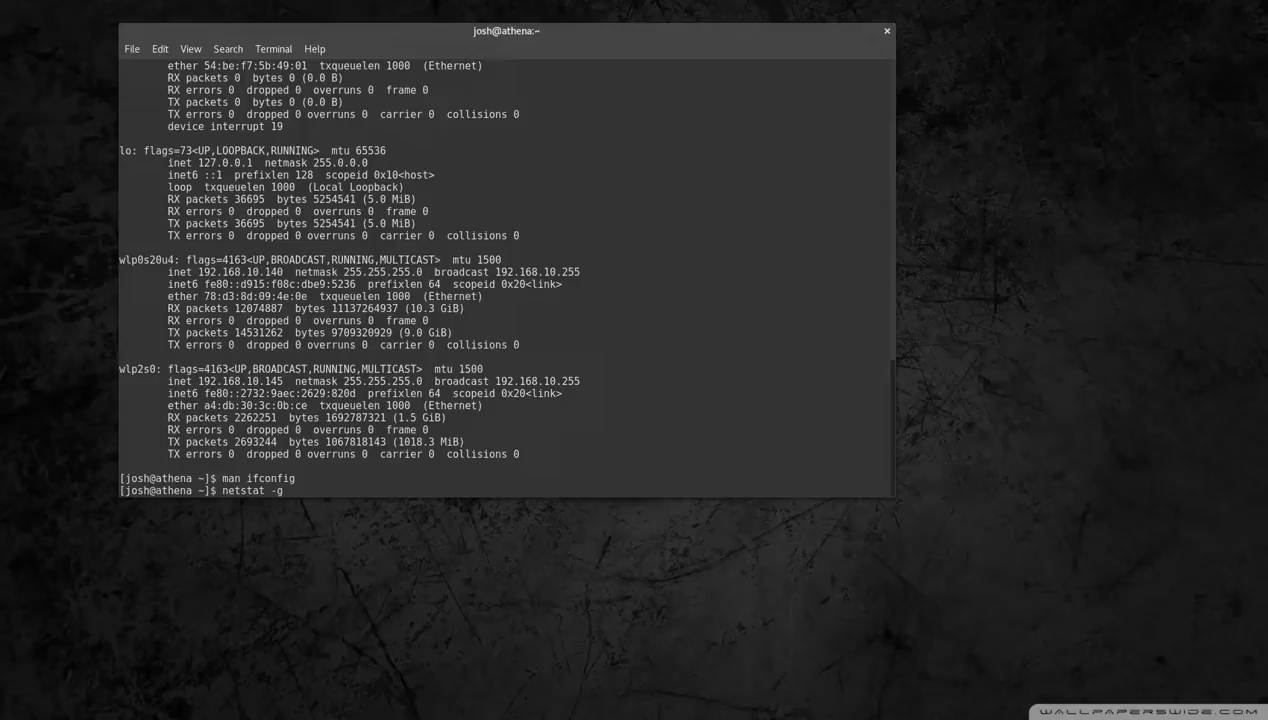 josh@athena:~
×
File Edit View Search Terminal Help
ether 54:be:f7:5b:49:01  txqueuelen 1000  (Ethernet)
RX packets 0  bytes 0 (0.0 B)
RX errors 0  dropped 0  overruns 0  frame 0
TX packets 0  bytes 0 (0.0 B)
TX errors 0  dropped 0 overruns 0  carrier 0  collisions 0
device interrupt 19
lo: flags=73<UP,LOOPBACK,RUNNING>  mtu 65536
inet 127.0.0.1  netmask 255.0.0.0
inet6 ::1  prefixlen 128  scopeid 0x10<host>
loop  txqueuelen 1000  (Local Loopback)
RX packets 36695  bytes 5254541 (5.0 MiB)
RX errors 0  dropped 0  overruns 0  frame 0
TX packets 36695  bytes 5254541 (5.0 MiB)
TX errors 0  dropped 0 overruns 0  carrier 0  collisions 0
wlp0s20u4: flags=4163<UP,BROADCAST,RUNNING,MULTICAST>  mtu 1500
inet 192.168.10.140  netmask 255.255.255.0  broadcast 192.168.10.255
inet6 fe80::d915:f08c:dbe9:5236  prefixlen 64  scopeid 0x20<link>
ether 78:d3:8d:09:4e:0e  txqueuelen 1000  (Ethernet)
RX packets 12074887  bytes 11137264937 (10.3 GiB)
RX errors 0  dropped 0  overruns 0  frame 0
TX packets 14531262  bytes 9709320929 (9.0 GiB)
TX errors 0  dropped 0 overruns 0  carrier 0  collisions 0
wlp2s0: flags=4163<UP,BROADCAST,RUNNING,MULTICAST>  mtu 1500
inet 192.168.10.145  netmask 255.255.255.0  broadcast 192.168.10.255
inet6 fe80::2732:9aec:2629:820d  prefixlen 64  scopeid 0x20<link>
ether a4:db:30:3c:0b:ce  txqueuelen 1000  (Ethernet)
RX packets 2262251  bytes 1692787321 (1.5 GiB)
RX errors 0  dropped 0  overruns 0  frame 0
TX packets 2693244  bytes 1067818143 (1018.3 MiB)
TX errors 0  dropped 0 overruns 0  carrier 0  collisions 0
[josh@athena ~]$ man ifconfig
[josh@athena ~]$ netstat -g
WALLPAPERSWIDE.COM